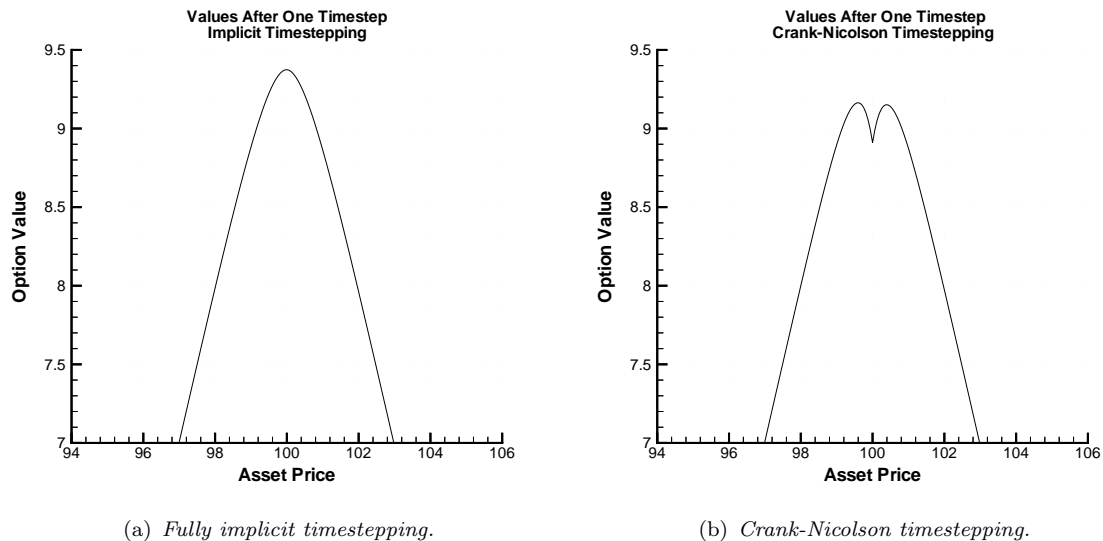 Values After One Timestep
Implicit Timestepping
9.5
9
8.5
8
7.5
7
94 96 98 100 102 104 106
Option Value
Asset Price
(a) Fully implicit timestepping.
Values After One Timestep
Crank-Nicolson Timestepping
9.5
9
8.5
8
7.5
7
94 96 98 100 102 104 106
Option Value
Asset Price
(b) Crank-Nicolson timestepping.